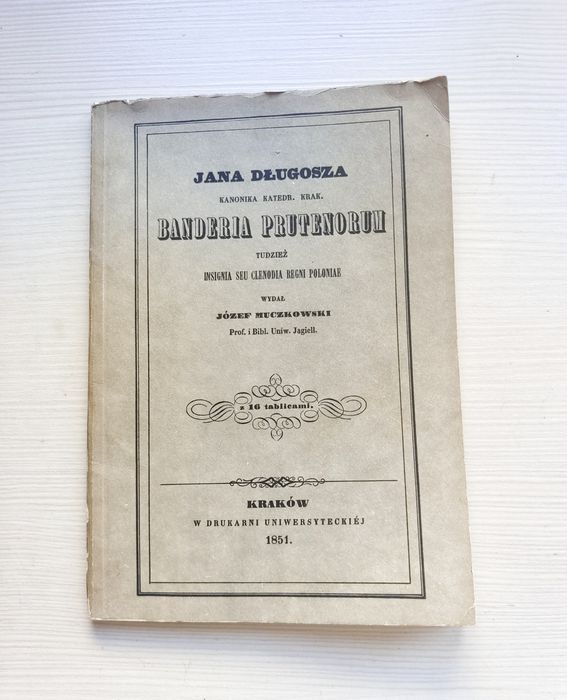 JANA DŁUGOSZA
KANONIKA KATEDR. KRAK.
BANDERIA PRUTENORUM
TUDZIEŻ
INSIGNIA SEU CLENODIA REGNI POLONIAE
WYDAŁ
JÓZEF MUCZKOWSKI
Prof. i Bibl. Uniw. Jagiell.
z 16 tablicami.
KRAKÓW
W DRUKARNI UNIWERSYTECKIÉJ
1851.